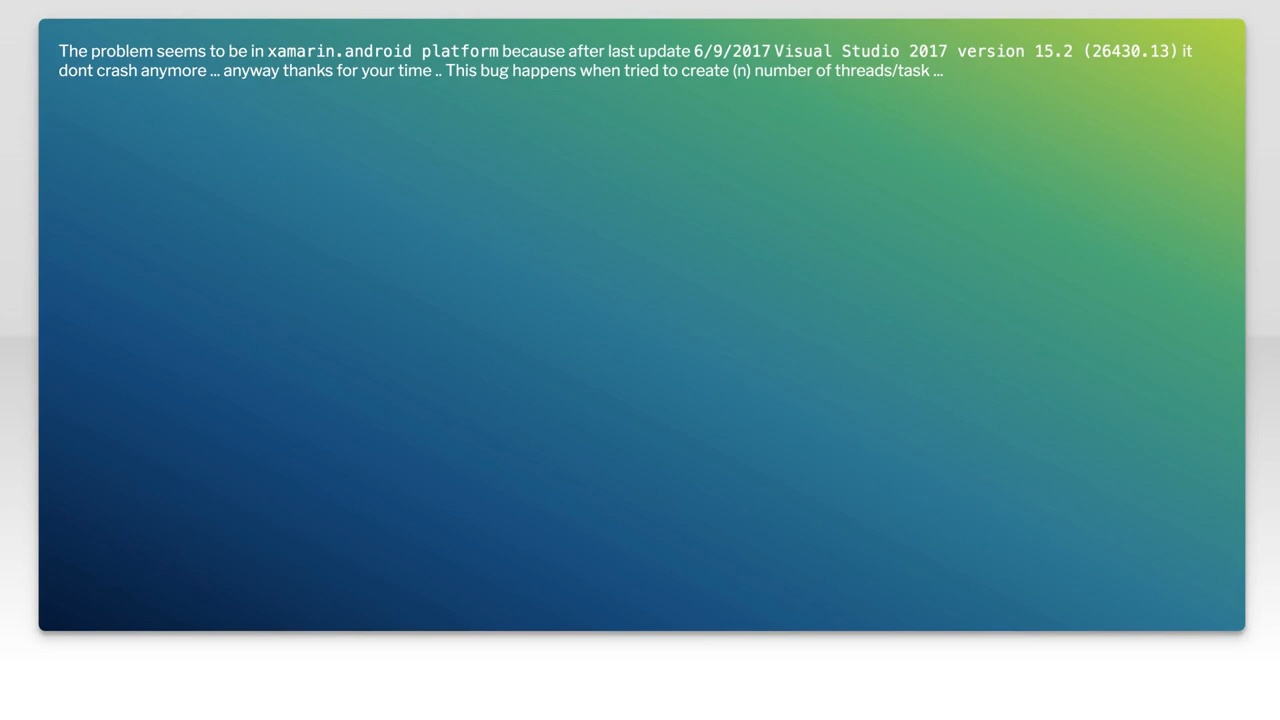 The problem seems to be in xamarin.android platform because after last update 6/9/2017 Visual Studio 2017 version 15.2 (26430.13) it
dont crash anymore ... anyway thanks for your time .. This bug happens when tried to create (n) number of threads/task ...